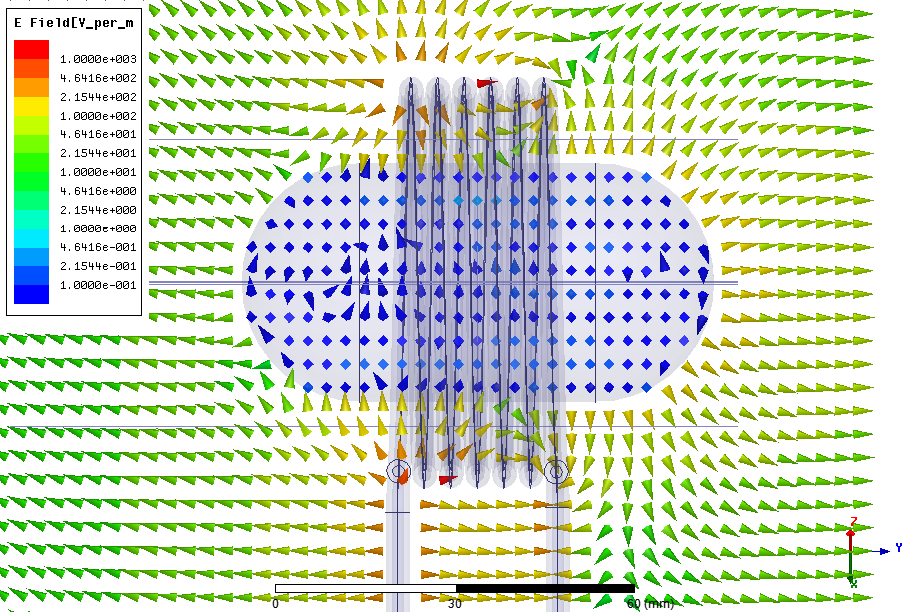 E Field[V_per_m
1.0000e+003
4.6416e+002
2.1544e+002
1.0000e+002
4.6416e+001
2.1544e+001
1.0000e+001
4.6416e+000
2.1544e+000
1.0000e+000
4.6416e-001
2.1544e-001
1.0000e-001
Z
Y
X
0 30 60 (mm)